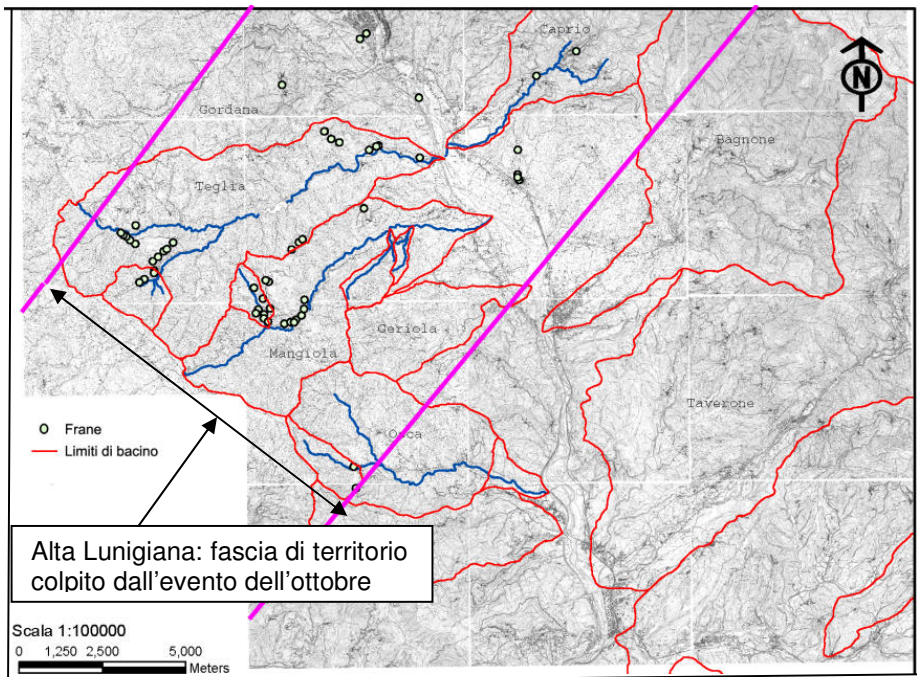 Caprio
N
Gordana
Bagnone
Teglia
Geriola
Mangiola
Taverone
Osca
Frane
Limiti di bacino
Alta Lunigiana: fascia di territorio
colpito dall'evento dell'ottobre
Scala 1:100000
0 1,250 2,500 5,000
Meters